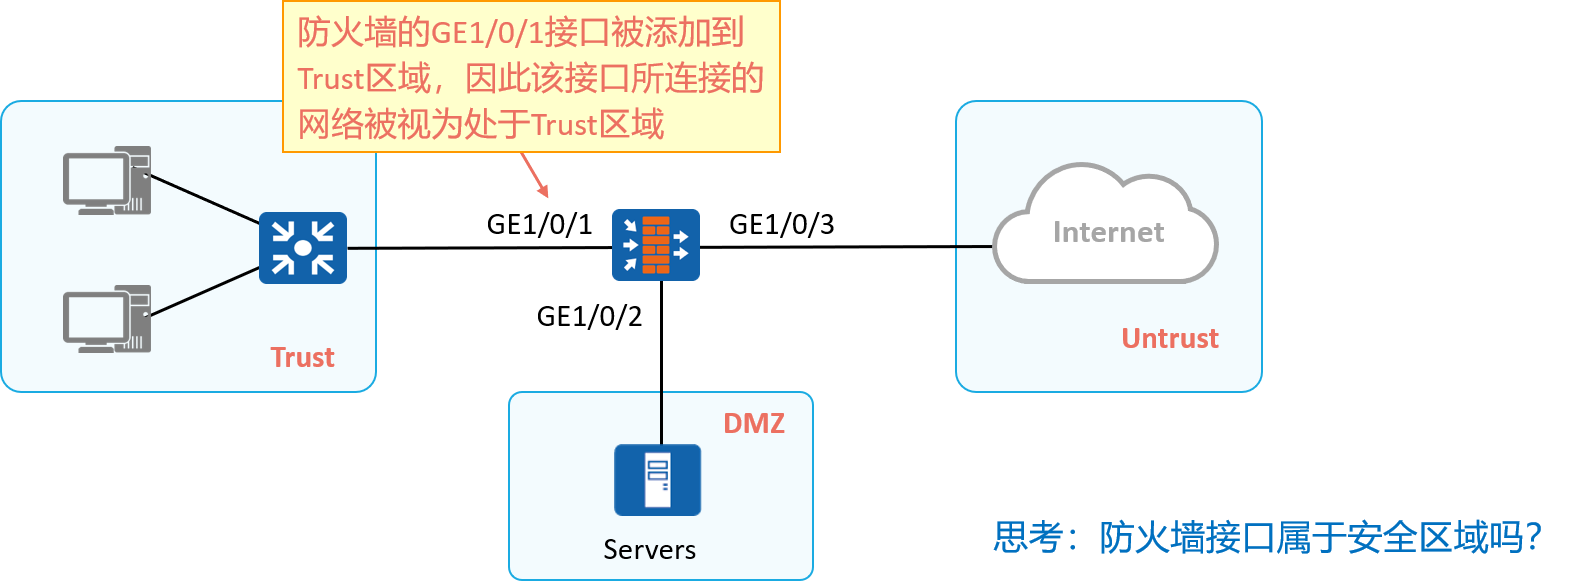 防火墙的GE1/0/1接口被添加到
Trust区域，因此该接口所连接的
网络被视为处于Trust区域
GE1/0/1
GE1/0/3
Internet
GE1/0/2
Trust
Untrust
DMZ
Servers
思考：防火墙接口属于安全区域吗？